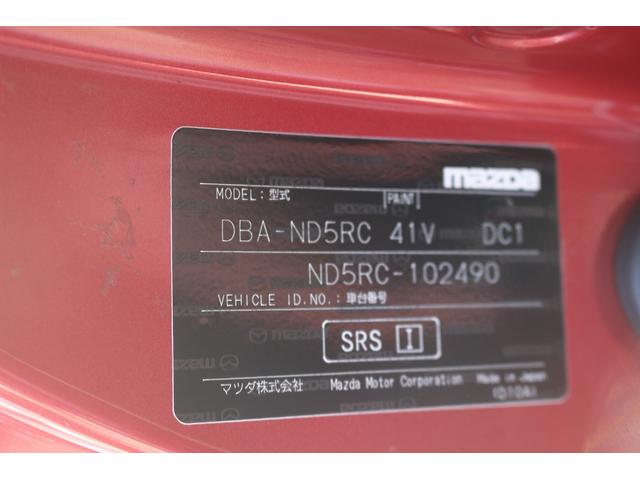 mazda
MODEL:型式 PAINT
DBA-ND5RC 41V DC1
ND5RC-102490
VEHICLE ID.NO.:車台番号
SRS I
マツダ株式会社 Mazda Motor Corporation Made in Japan